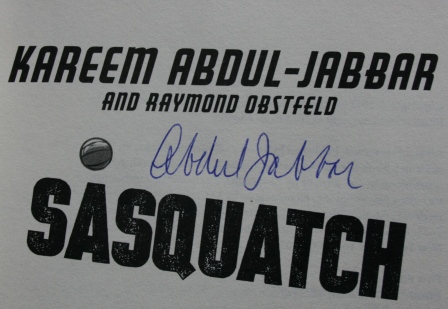 KAREEM ABDUL-JABBAR
AND RAYMOND OBSTFELD
Abdul Jabbar
SASQUATCH